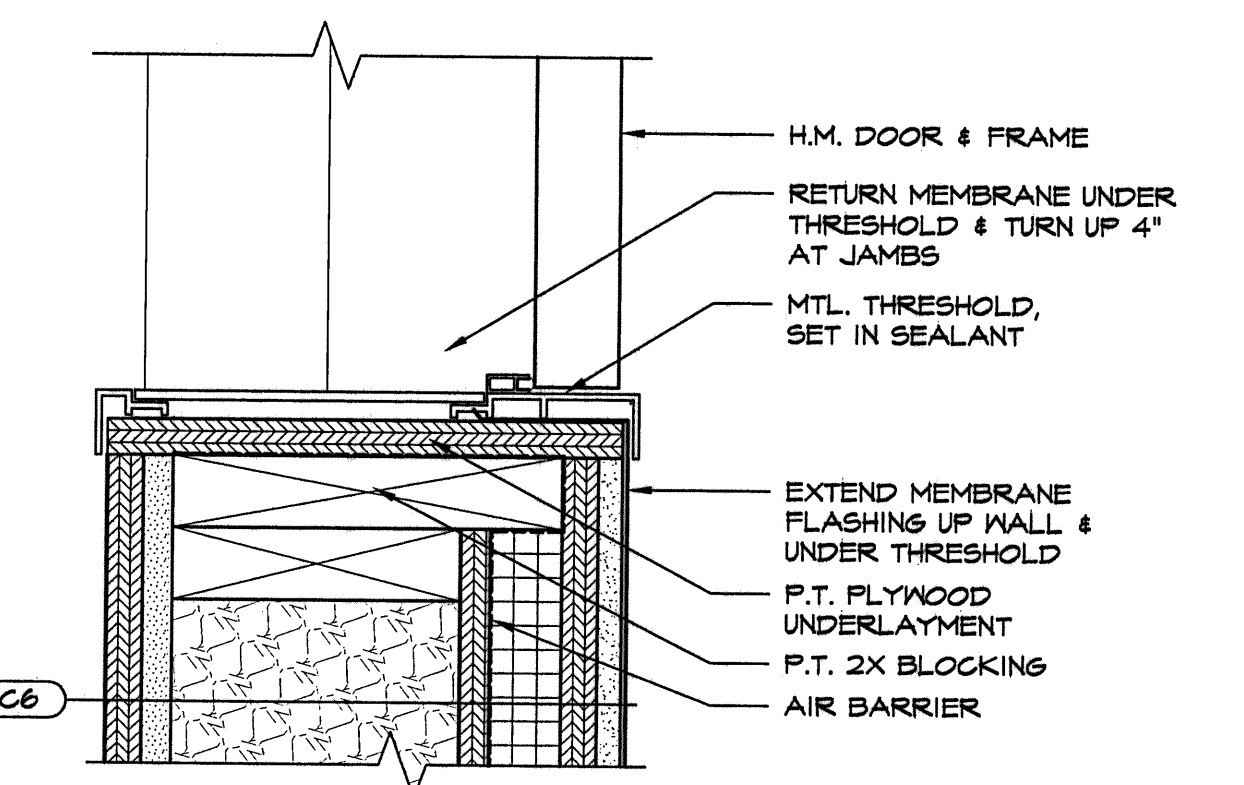 H.M. DOOR & FRAME
RETURN MEMBRANE UNDER
THRESHOLD & TURN UP 4"
AT JAMBS
MTL. THRESHOLD,
SET IN SEALANT
EXTEND MEMBRANE
FLASHING UP WALL &
UNDER THRESHOLD
P.T. PLYWOOD
UNDERLAYMENT
P.T. 2X BLOCKING
C6
AIR BARRIER